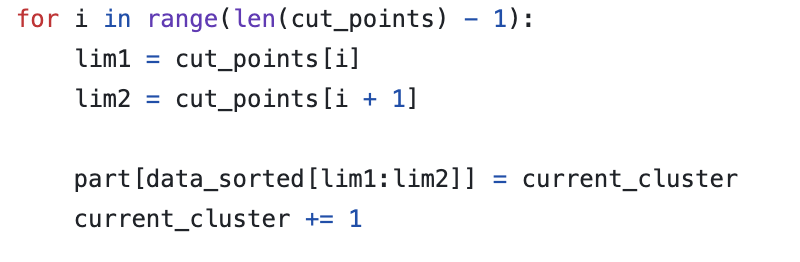 for i in range(len(cut_points) - 1):
    lim1 = cut_points[i]
    lim2 = cut_points[i + 1]

    part[data_sorted[lim1:lim2]] = current_cluster
    current_cluster += 1